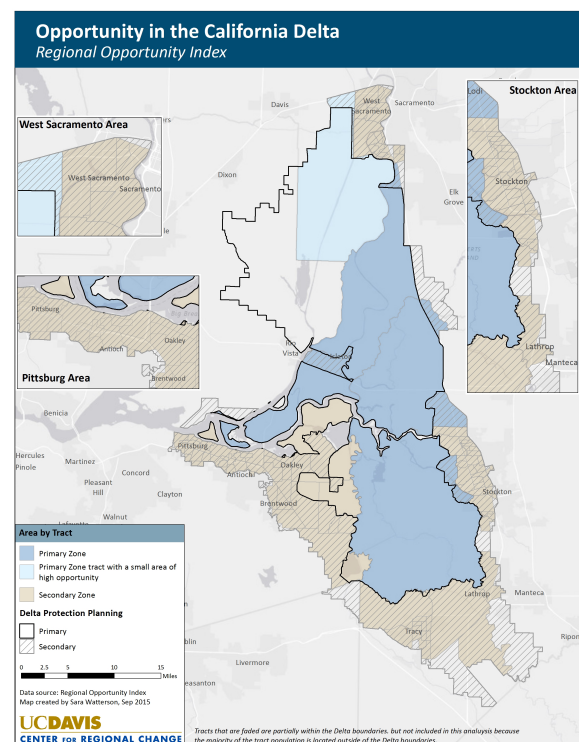 Opportunity in the California Delta
Regional Opportunity Index
Davis
West
Sacramento
Sacramento
Lodi
Stockton Area
Stockton
Lathrop
Manteca
West Sacramento Area
West Sacramento
Sacramento
Dixon
Elk
Grove
Pittsburg
Antioch
Oakley
Brentwood
Pittsburg Area
Rio
Vista
Benicia
Hercules
Pinole
Martinez
Concord
Pleasant
Hill
Clayton
Walnut
Pittsburg
Antioch
Oakley
Brentwood
Stockton
Lathrop
Manteca
Tracy
Ripon
Livermore
Area by Tract
Primary Zone
Primary Zone tract with a small area of
high opportunity
Secondary Zone
Delta Protection Planning
Primary
Secondary
0 2.5 5 10 15
Miles
Data source: Regional Opportunity Index
Map created by Sara Watterson, Sep 2015
UCDAVIS
CENTER FOR REGIONAL CHANGE
Tracts that are faded are partially within the Delta boundaries. but not included in this analuysis because
the majority of the tract population is located outside of the Delta boundaries.